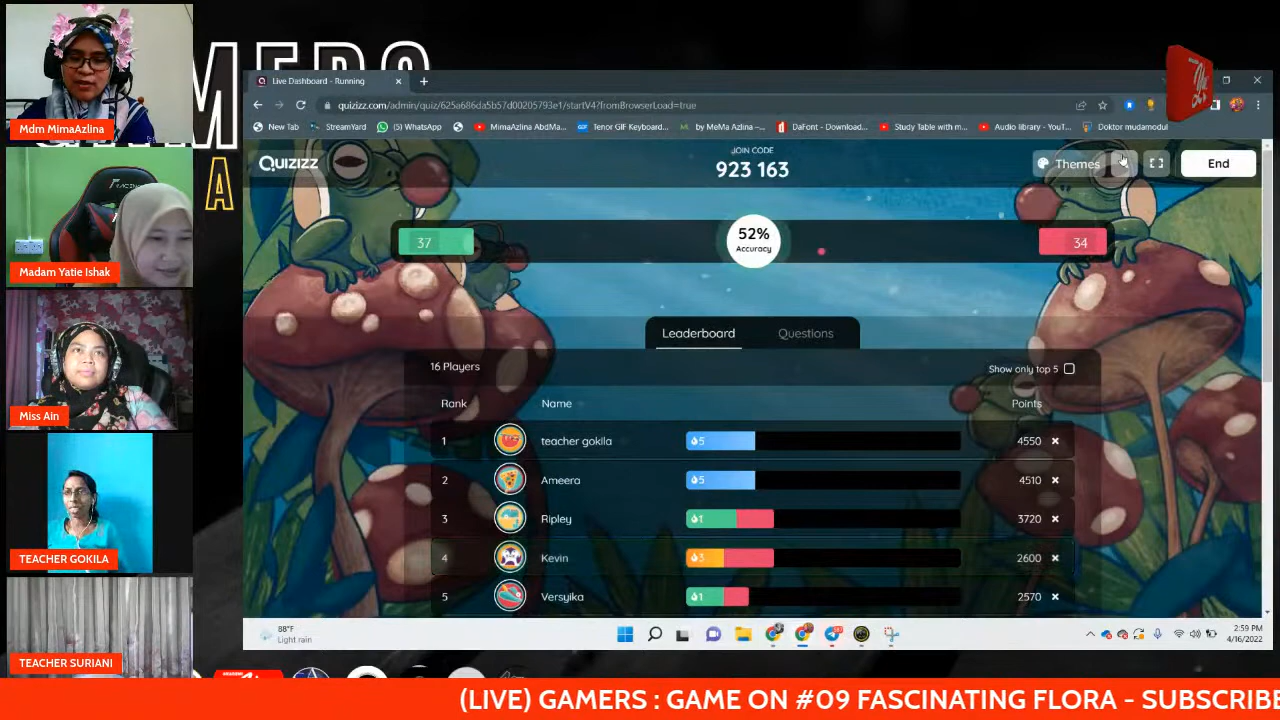 Mdm MimaAzlina
Madam Yatie Ishak
Miss Ain
TEACHER GOKILA
TEACHER SURIANI
A
Live Dashboard - Running
quizizz.com/admin/quiz/625a686da5b57d00205793e1/startV4?fromBrowserLoad=true
New Tab StreamYard (5) WhatsApp MimaAzlina AbdMa... Tenor GIF Keyboard... by MeMa Azlina –... DaFont - Download... Study Table with m... Audio library - YouT... Doktor mudamodul
QUIZIZZ
JOIN CODE
923 163
Themes
End
37
52%
Accuracy
34
Leaderboard Questions
16 Players
Show only top 5
Rank Name Points
1 teacher gokila 5 4550
2 Ameera 5 4510
3 Ripley 1 3720
4 Kevin 3 2600
5 Versyika 1 2570
88°F
Light rain
2:59 PM
4/16/2022
(LIVE) GAMERS : GAME ON #09 FASCINATING FLORA - SUBSCRIBE